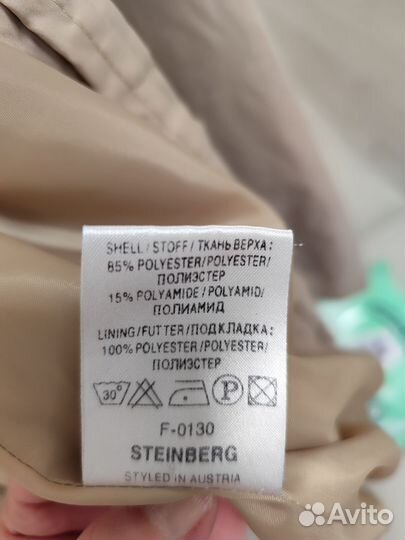 SHELL/STOFF/ТКАНЬ ВЕРХА:
85% POLYESTER/POLYESTER/
ПОЛИЭСТЕР
15% POLYAMIDE/POLYAMID/
ПОЛИАМИД
LINING/FUTTER/ПОДКЛАДКА:
100% POLYESTER/POLYESTER/
ПОЛИЭСТЕР
30° P
F-0130
STEINBERG
STYLED IN AUSTRIA
Avito